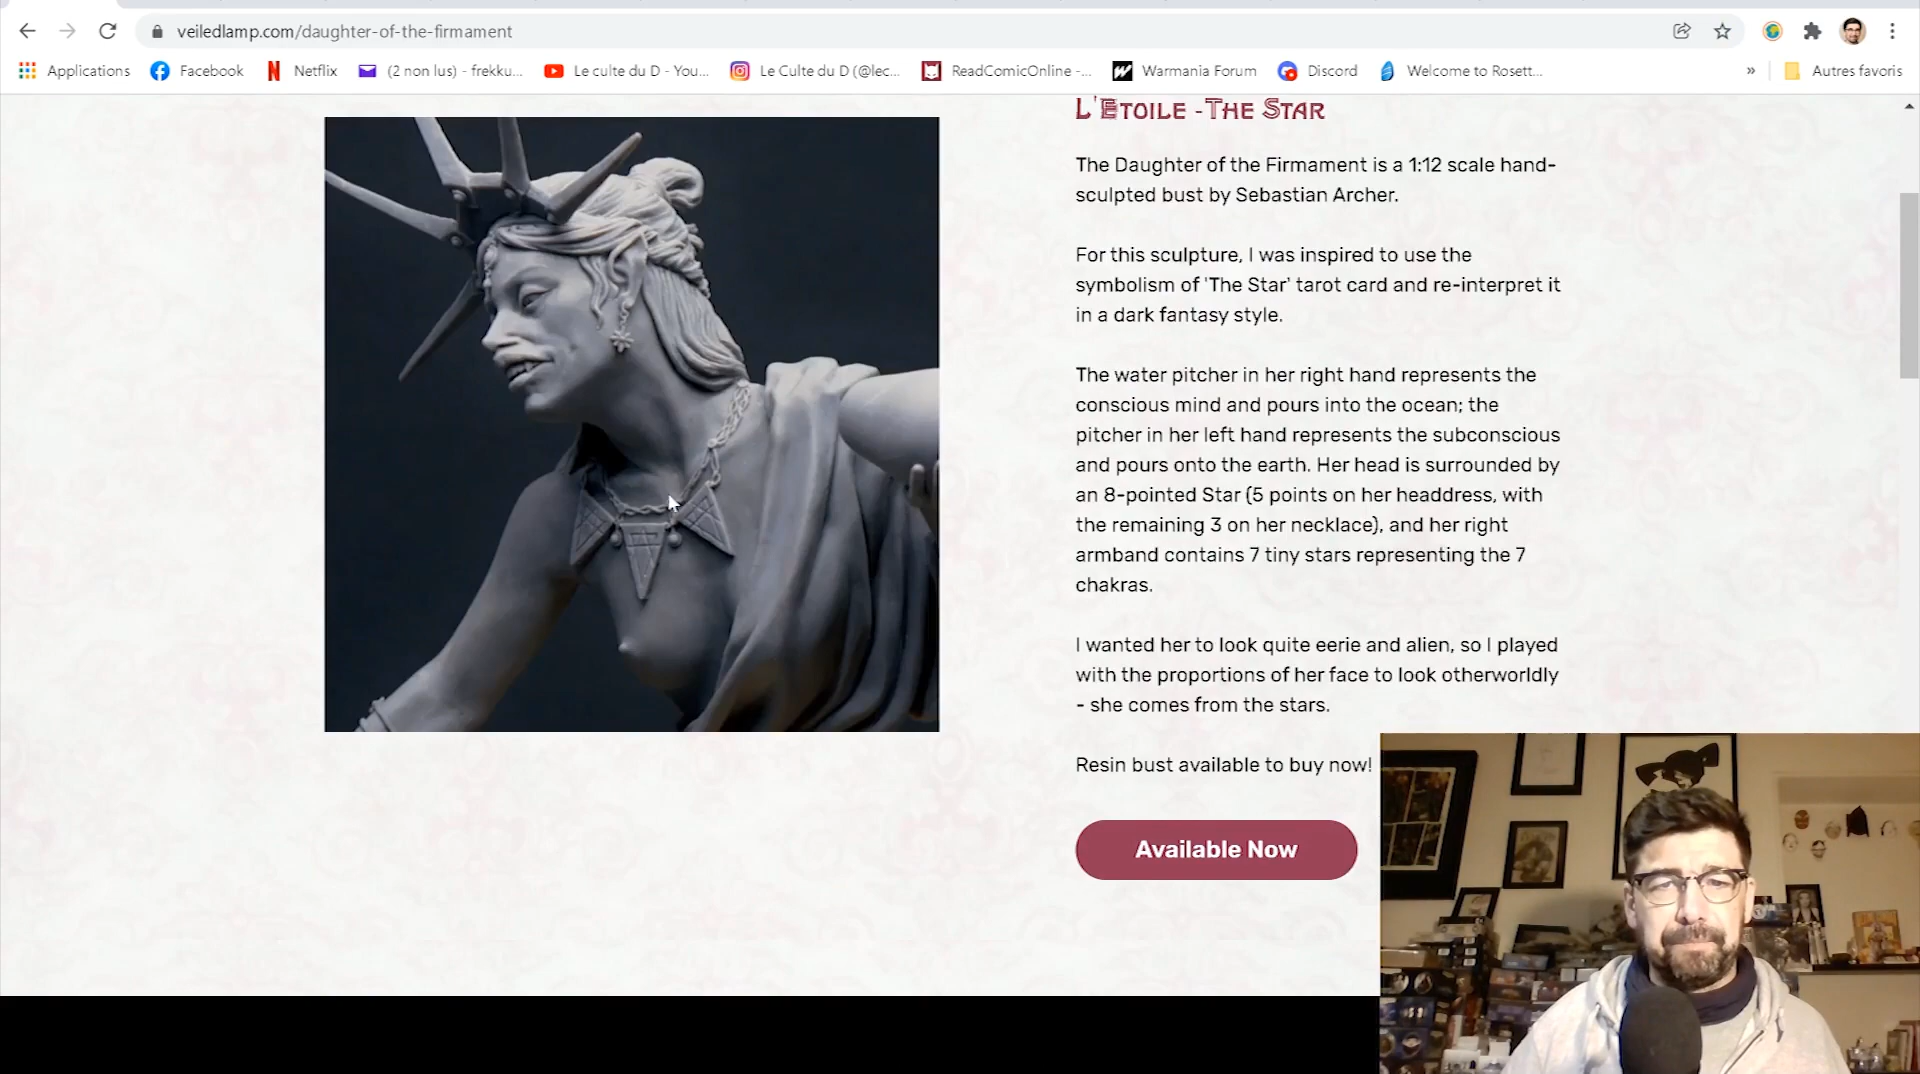 veiledlamp.com/daughter-of-the-firmament
Applications
Facebook
Netflix
(2 non lus) - frekku...
Le culte du D - You...
Le Culte du D (@lec...
ReadComicOnline -...
Warmania Forum
Discord
Welcome to Rosett...
»
Autres favoris
L'Etoile -The Star
The Daughter of the Firmament is a 1:12 scale hand-
sculpted bust by Sebastian Archer.
For this sculpture, I was inspired to use the
symbolism of 'The Star' tarot card and re-interpret it
in a dark fantasy style.
The water pitcher in her right hand represents the
conscious mind and pours into the ocean; the
pitcher in her left hand represents the subconscious
and pours onto the earth. Her head is surrounded by
an 8-pointed Star (5 points on her headdress, with
the remaining 3 on her necklace), and her right
armband contains 7 tiny stars representing the 7
chakras.
I wanted her to look quite eerie and alien, so I played
with the proportions of her face to look otherworldly
- she comes from the stars.
Resin bust available to buy now!
Available Now